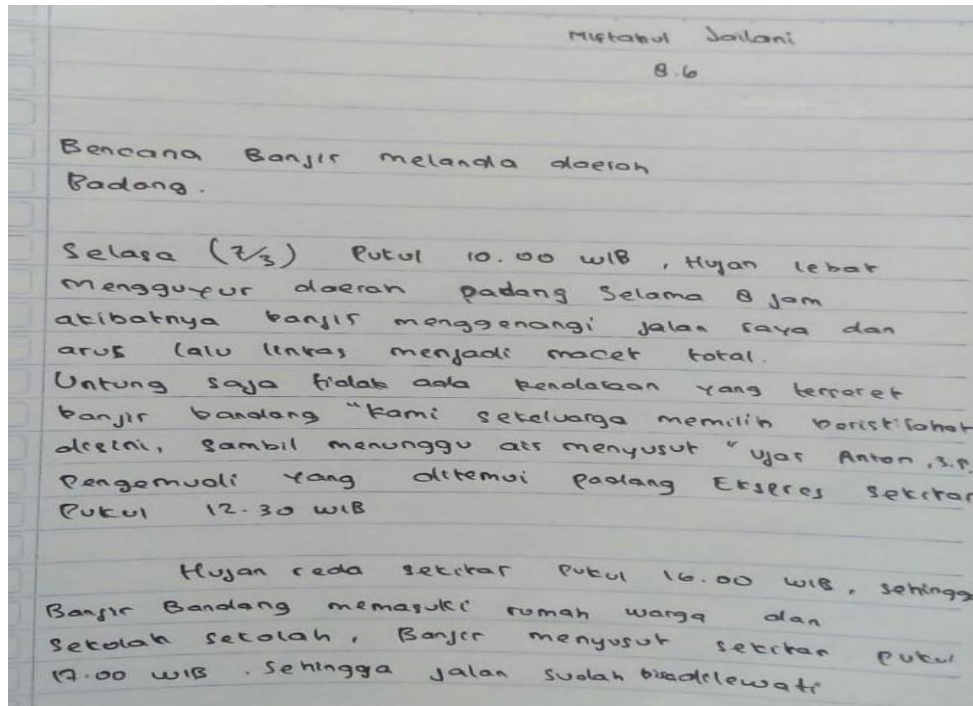 Miftahul Jailani
8.6
Bencana Banjir melanda daerah
Padang.
Selasa (7/3) Pukul 10.00 WIB, Hujan lebat
mengguyur daerah padang Selama 8 jam
akibatnya banjir menggenangi jalan raya dan
arus lalu lintas menjadi macet total.
Untung saja tidak ada kendaraan yang terseret
banjir bandang "kami sekeluarga memilih beristirahat
disini, sambil menunggu air menyusut" Ujar Anton, S.P.
Pengemudi yang ditemui padang Ekspres sekitar
Pukul 12.30 WIB
Hujan reda sekitar Pukul 16.00 WIB, sehingga
Banjir Bandang memasuki rumah warga dan
sekolah sekolah, Banjir menyusut sekitar pukul
17.00 WIB. Sehingga jalan sudah bisa dilewati